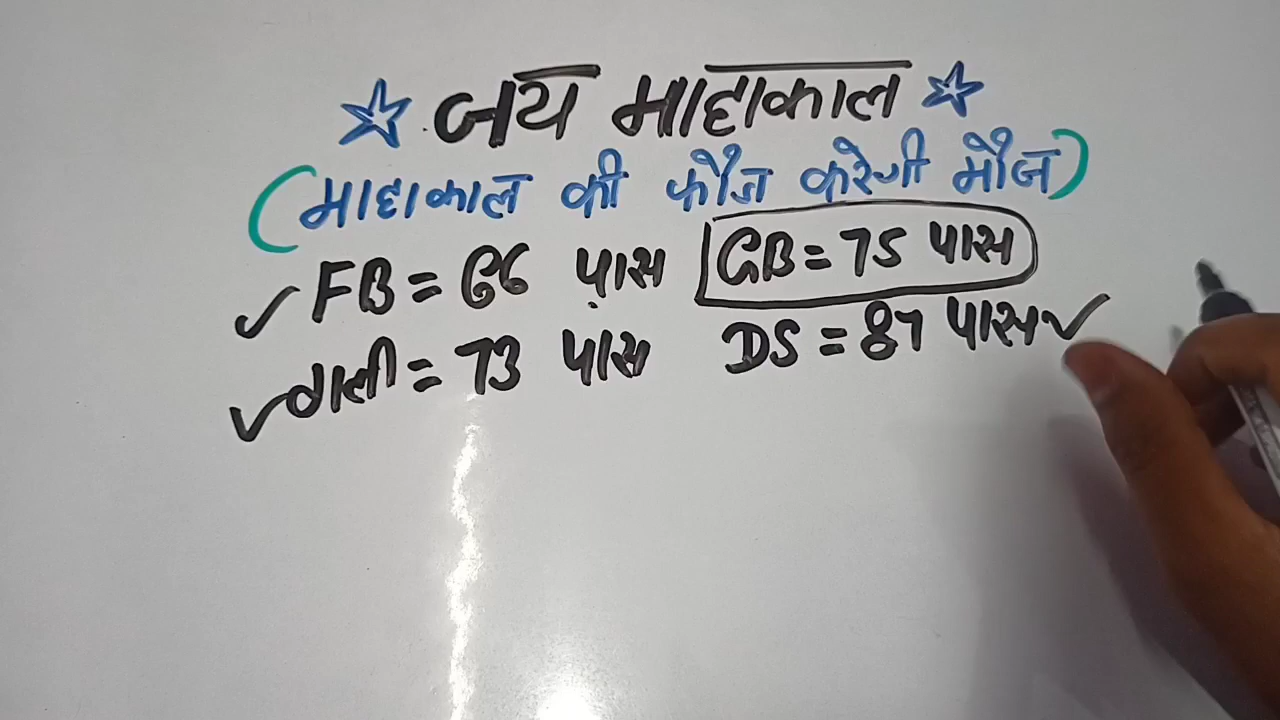 ☆ जय माहाकाल ☆
(माहाकाल की फौज करेगी मौज)
✓ FB = 66 पास GB = 75 पास
✓ गली = 73 पास DS = 87 पास ✓